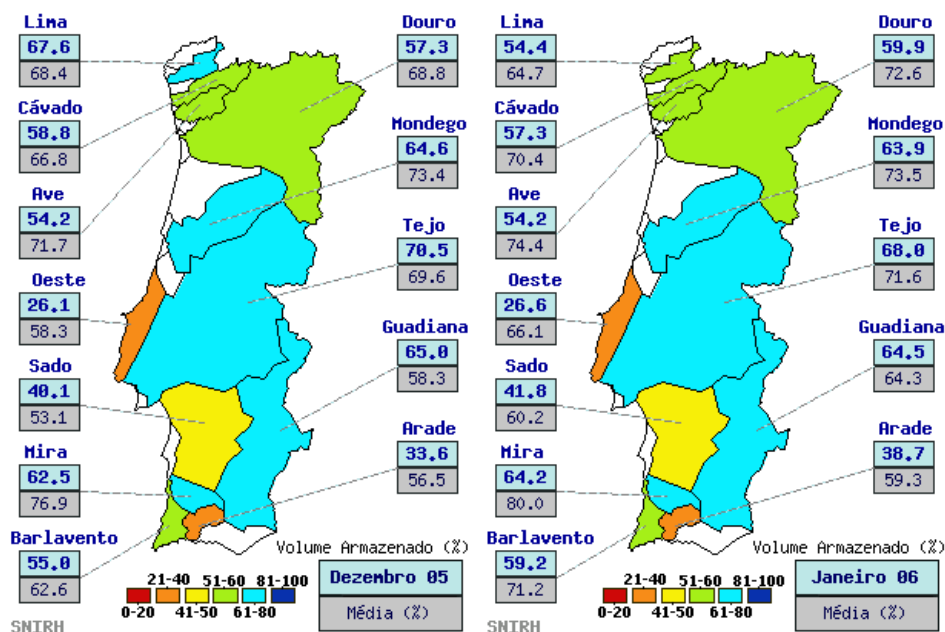 Lima
67.6
68.4
Cávado
58.8
66.8
Ave
54.2
71.7
Oeste
26.1
58.3
Sado
40.1
53.1
Mira
62.5
76.9
Barlavento
55.0
62.6
Douro
57.3
68.8
Mondego
64.6
73.4
Tejo
70.5
69.6
Guadiana
65.0
58.3
Arade
33.6
56.5
Volume Armazenado (%)
21-40 51-60 81-100
0-20 41-50 61-80
Dezembro 05
Média (%)
SNIRH
Lima
54.4
64.7
Cávado
57.3
70.4
Ave
54.2
74.4
Oeste
26.6
66.1
Sado
41.8
60.2
Mira
64.2
80.0
Barlavento
59.2
71.2
Douro
59.9
72.6
Mondego
63.9
73.5
Tejo
68.0
71.6
Guadiana
64.5
64.3
Arade
38.7
59.3
Volume Armazenado (%)
21-40 51-60 81-100
0-20 41-50 61-80
Janeiro 06
Média (%)
SNIRH